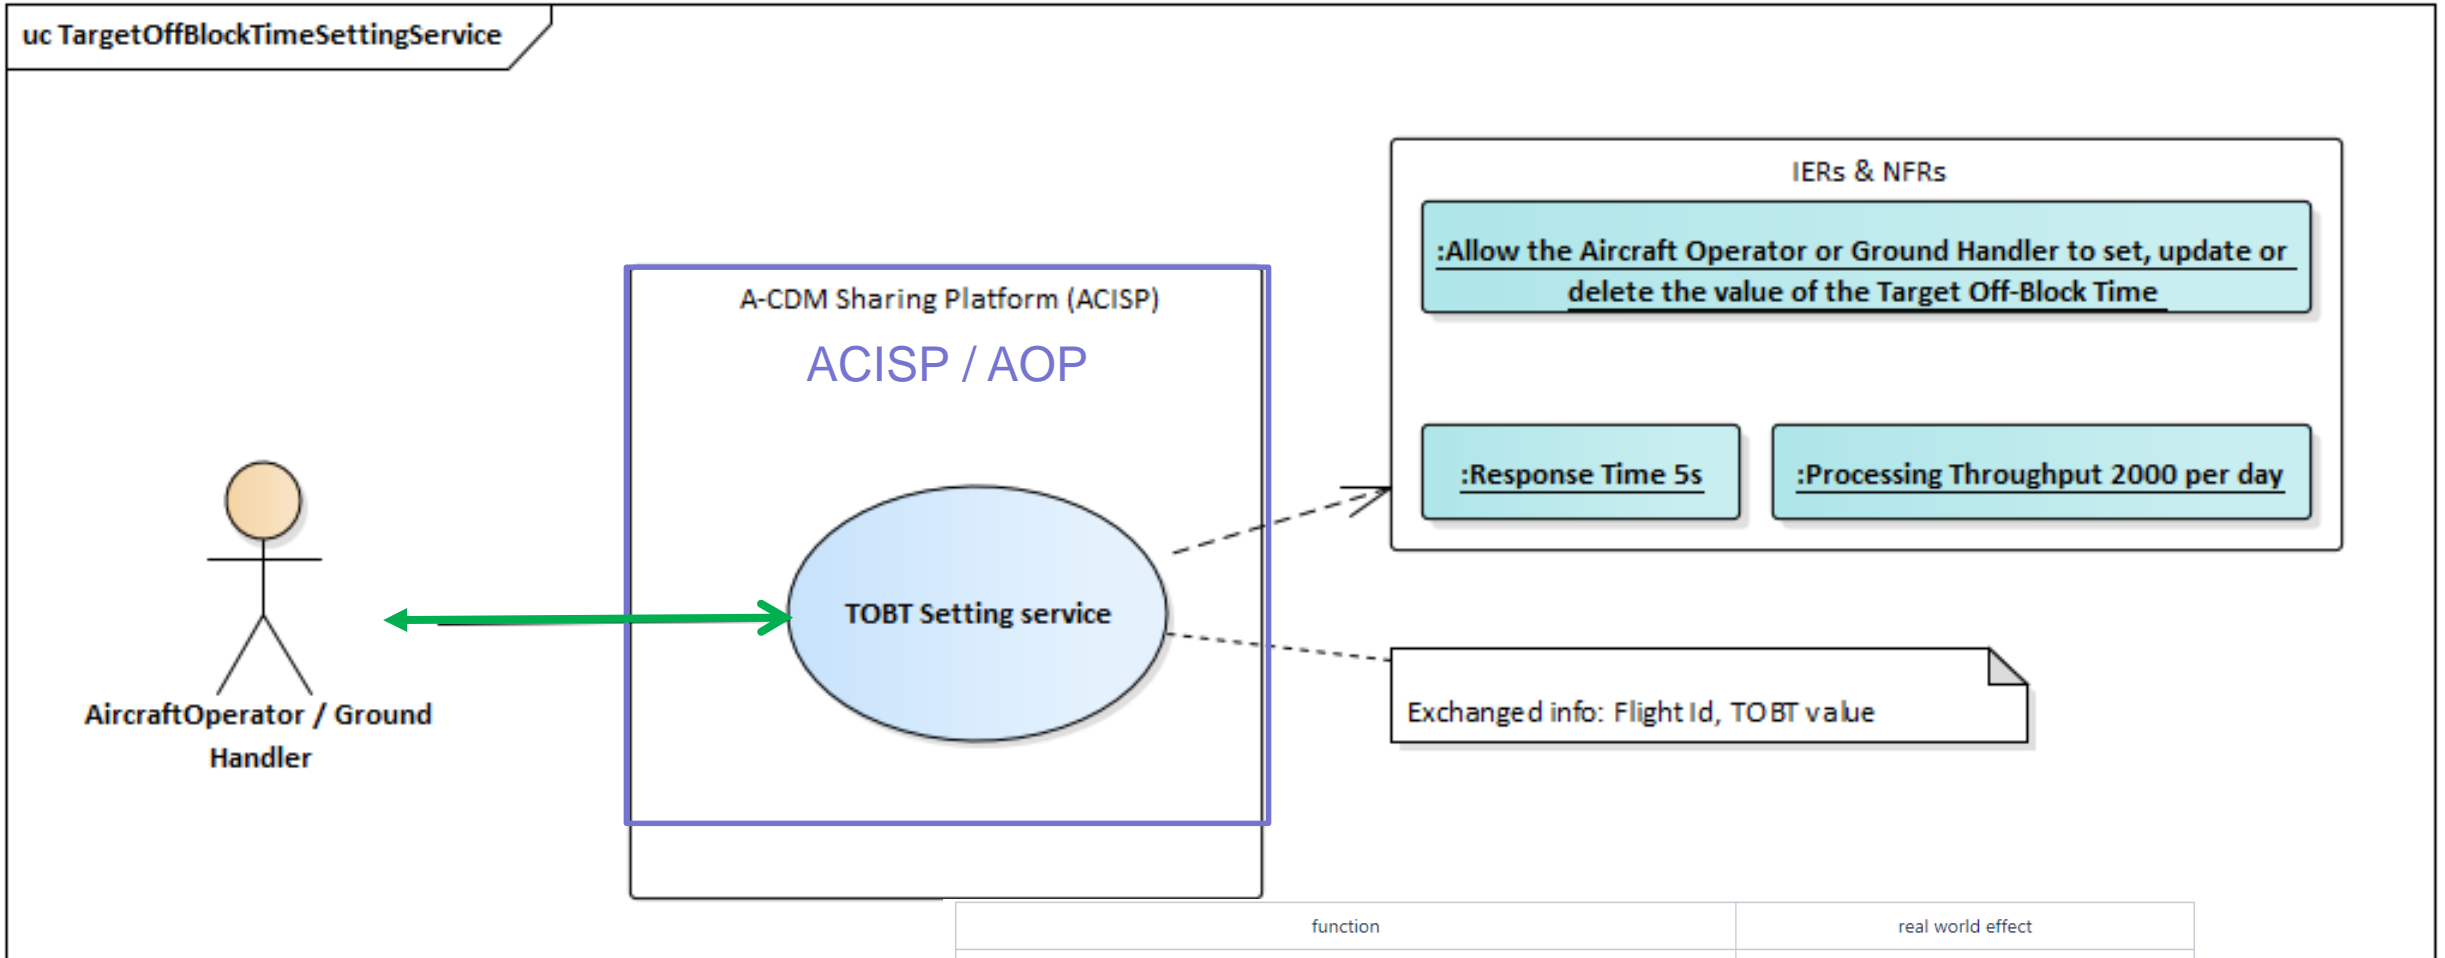 uc TargetOffBlockTimeSettingService
IERs & NFRs
:Allow the Aircraft Operator or Ground Handler to set, update or
delete the value of the Target Off-Block Time
A-CDM Sharing Platform (ACISP)
ACISP / AOP
:Response Time 5s
:Processing Throughput 2000 per day
TOBT Setting service
AircraftOperator / Ground
Handler
Exchanged info: Flight Id, TOBT value
function
real world effect